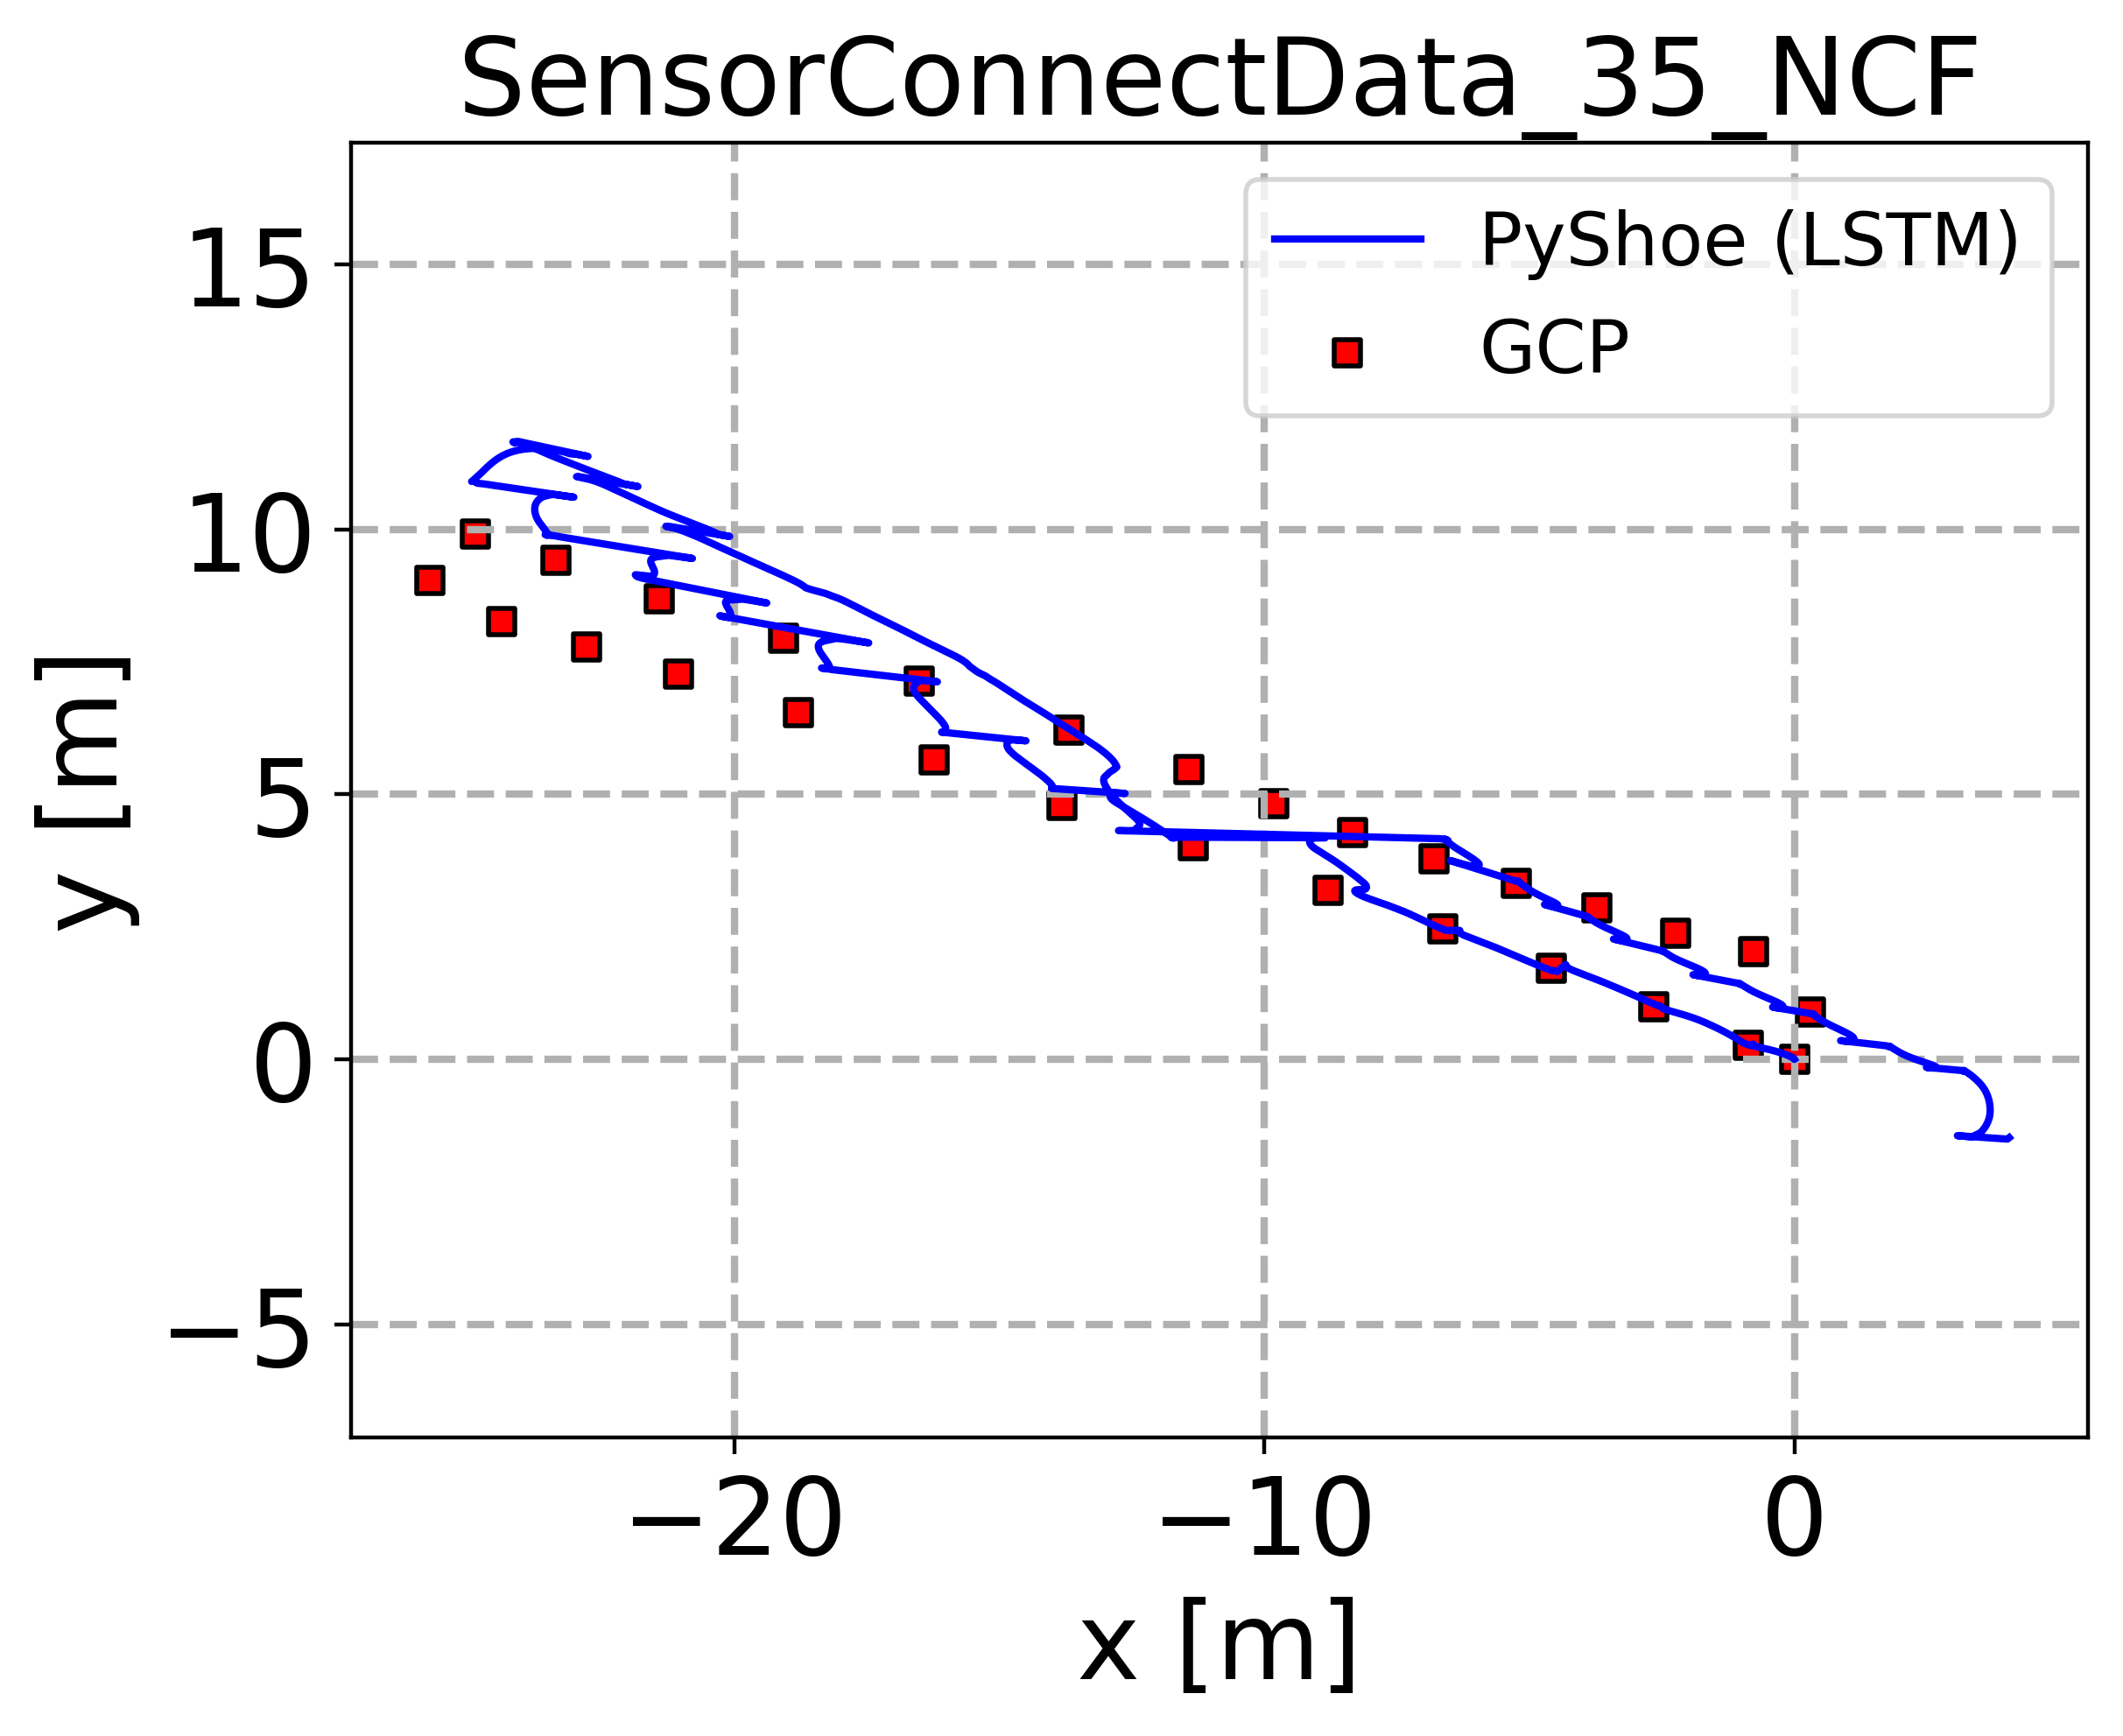 SensorConnectData_35_NCF
PyShoe (LSTM)
GCP
15
10
5
0
−5
y [m]
−20
−10
0
x [m]